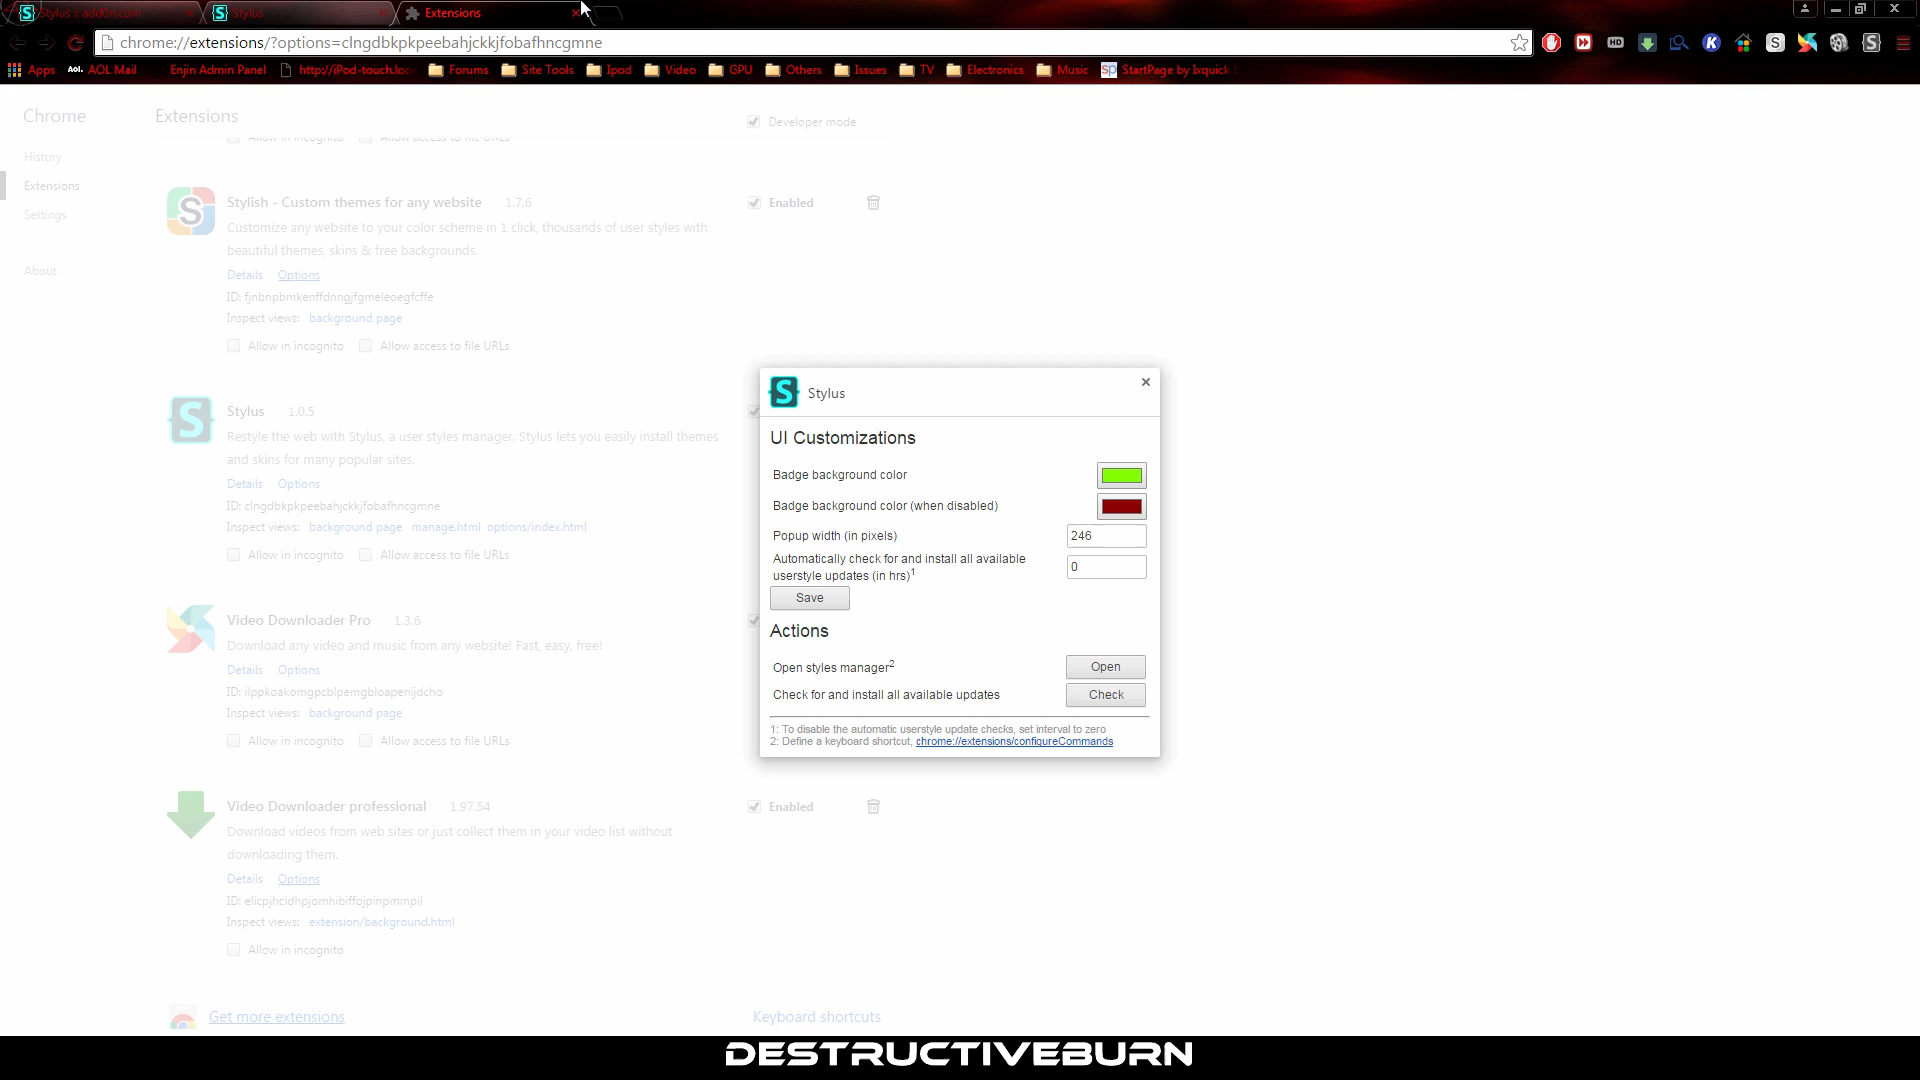 Stylus :: add0n.com
Stylus
Extensions
chrome://extensions/?options=clngdbkpkpeebahjckkjfobafhncgmne
Apps
Aol. AOL Mail
Enjin Admin Panel
http://iPod-touch.loc
Forums
Site Tools
Ipod
Video
GPU
Others
Issues
TV
Electronics
Music
sp StartPage by Ixquick S
HD
Chrome
Extensions
Developer mode
History
Extensions
Settings
About
Allow in incognito Allow access to file URLs
Stylish - Custom themes for any website 1.7.6
Enabled
Customize any website to your color scheme in 1 click, thousands of user styles with
beautiful themes, skins & free backgrounds.
Details Options
ID: fjnbnpbmkenffdnngjfgmeleoegfcffe
Inspect views: background page
Allow in incognito Allow access to file URLs
Stylus 1.0.5
Restyle the web with Stylus, a user styles manager. Stylus lets you easily install themes
and skins for many popular sites.
Details Options
ID: clngdbkpkpeebahjckkjfobafhncgmne
Inspect views: background page manage.html options/index.html
Allow in incognito Allow access to file URLs
Video Downloader Pro 1.3.6
Download any video and music from any website! Fast, easy, free!
Details Options
ID: ilppkoakomgpcblpemgbloapenijdcho
Inspect views: background page
Allow in incognito Allow access to file URLs
Video Downloader professional 1.97.54
Enabled
Download videos from web sites or just collect them in your video list without
downloading them.
Details Options
ID: elicpjhcidhpjomhibiffojpinpmmpil
Inspect views: extension/background.html
Allow in incognito
Get more extensions
Keyboard shortcuts
Stylus
UI Customizations
Badge background color
Badge background color (when disabled)
Popup width (in pixels) 246
Automatically check for and install all available
userstyle updates (in hrs)1 0
Save
Actions
Open styles manager2 Open
Check for and install all available updates Check
1: To disable the automatic userstyle update checks, set interval to zero
2: Define a keyboard shortcut, chrome://extensions/configureCommands
DESTRUCTIVEBURN